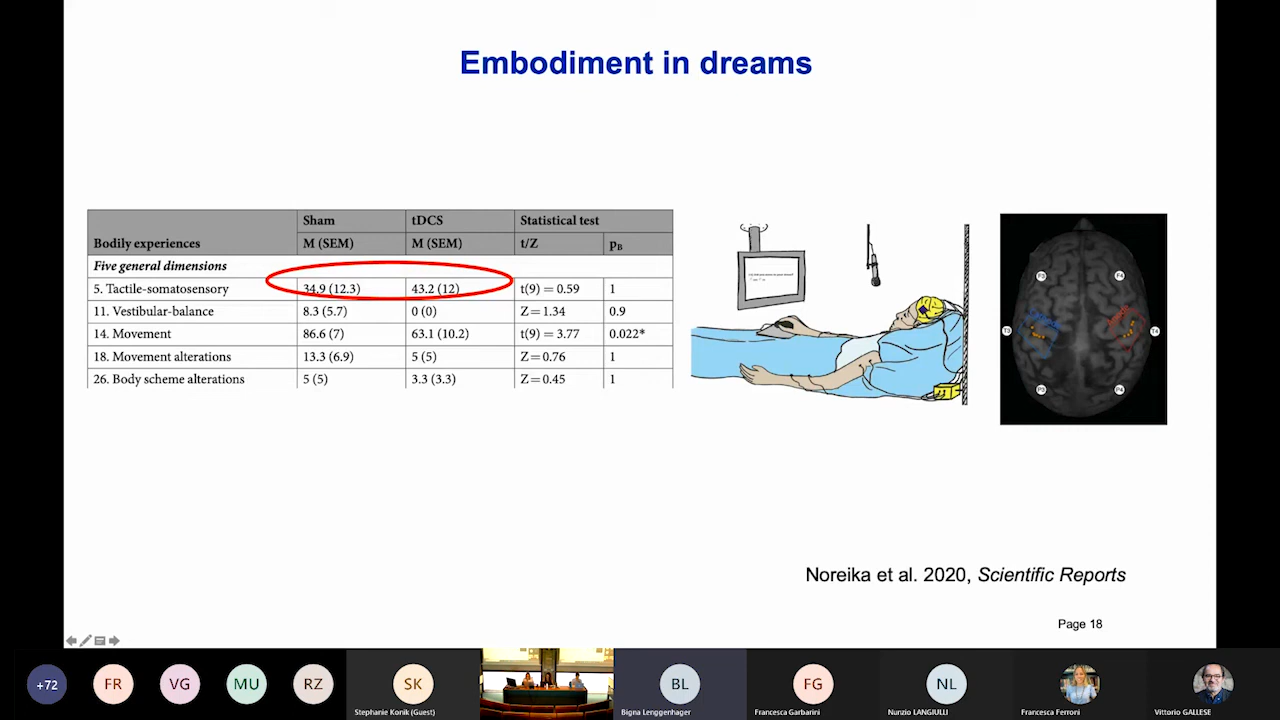 Embodiment in dreams
Bodily experiences
Sham
tDCS
Statistical test
M (SEM)
M (SEM)
t/Z
pB
Five general dimensions
5. Tactile-somatosensory 34.9 (12.3) 43.2 (12) t(9) = 0.59 1
11. Vestibular-balance 8.3 (5.7) 0 (0) Z = 1.34 0.9
14. Movement 86.6 (7) 63.1 (10.2) t(9) = 3.77 0.022*
18. Movement alterations 13.3 (6.9) 5 (5) Z = 0.76 1
26. Body scheme alterations 5 (5) 3.3 (3.3) Z = 0.45 1
T4
P3
P4
Noreika et al. 2020, Scientific Reports
Page 18
+72
FR
VG
MU
RZ
SK
BL
FG
NL
Stephanie Konik (Guest)
Bigna Lenggenhager
Francesca Garbarini
Nunzio LANGIULLI
Francesca Ferroni
Vittorio GALLESE